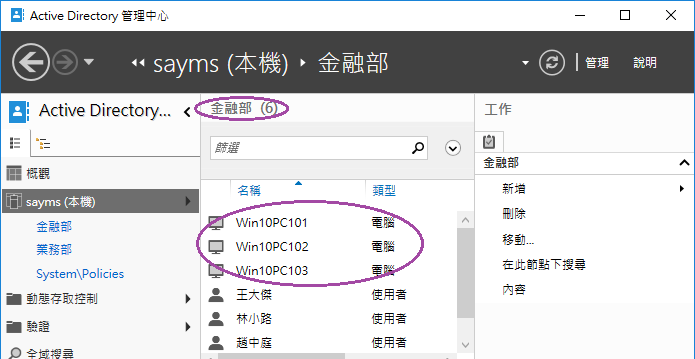 Active Directory 管理中心
sayms (本機) 金融部
管理 說明
Active Directory...
概觀
sayms (本機)
金融部
業務部
System\Policies
動態存取控制
驗證
全域搜尋
金融部 (6)
篩選
名稱 類型
Win10PC101 電腦
Win10PC102 電腦
Win10PC103 電腦
王大傑 使用者
林小路 使用者
趙中庭 使用者
工作
金融部
新增
刪除
移動...
在此節點下搜尋
內容